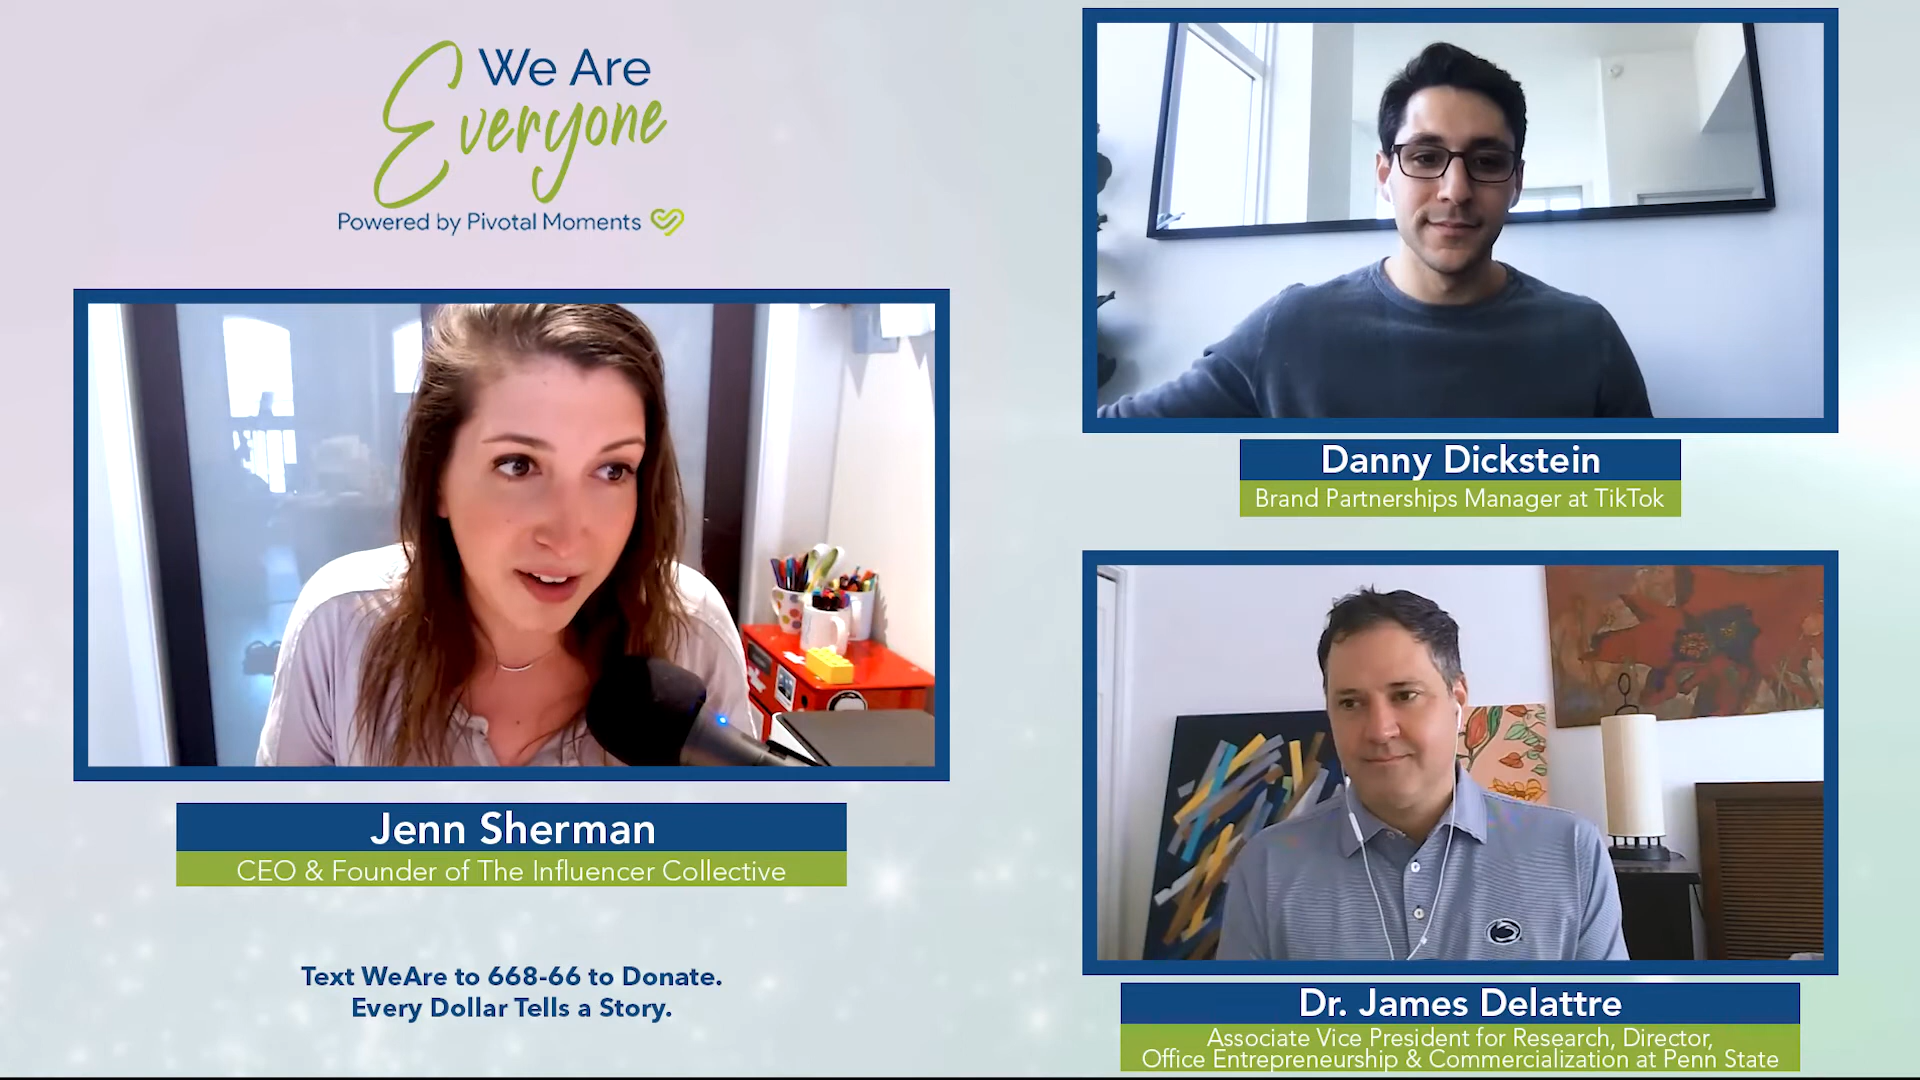 We Are
Everyone
Powered by Pivotal Moments
Danny Dickstein
Brand Partnerships Manager at TikTok
Jenn Sherman
CEO & Founder of The Influencer Collective
Text WeAre to 668-66 to Donate.
Every Dollar Tells a Story.
Dr. James Delattre
Associate Vice President for Research, Director,
Office Entrepreneurship & Commercialization at Penn State